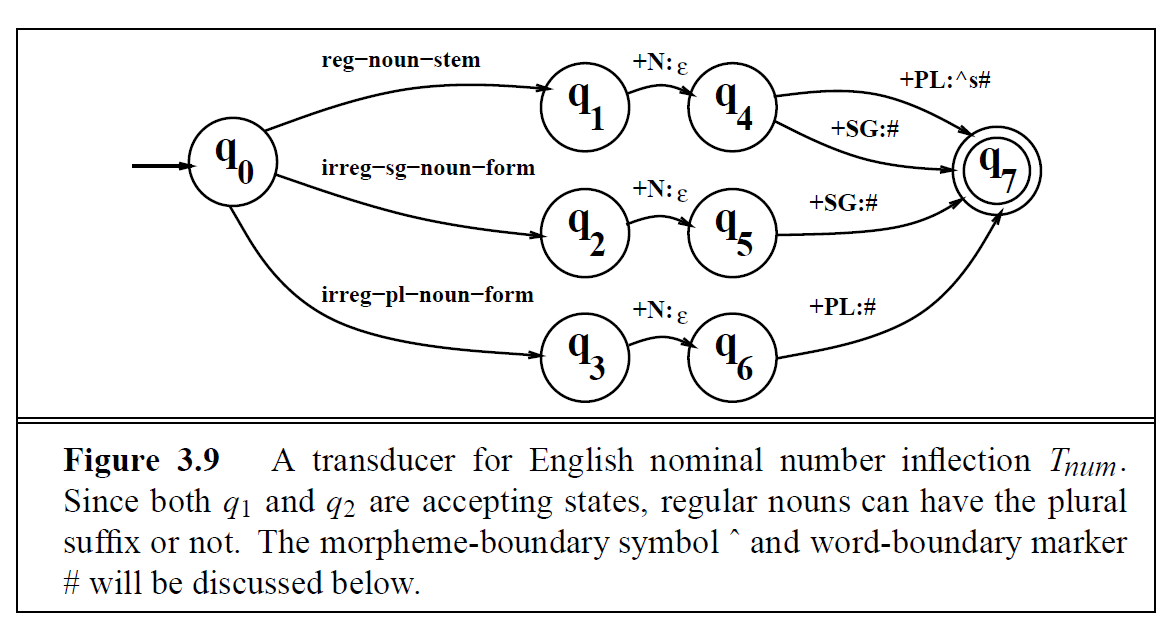 reg−noun−stem
+N:ε
+PL:^s#
q1
q4
+SG:#
q0
q7
irreg−sg−noun−form
+N:ε
+SG:#
q2
q5
irreg−pl−noun−form
+N:ε
+PL:#
q3
q6
Figure 3.9 A transducer for English nominal number inflection Tnum.
Since both q1 and q2 are accepting states, regular nouns can have the plural
suffix or not. The morpheme-boundary symbol ˆ and word-boundary marker
# will be discussed below.